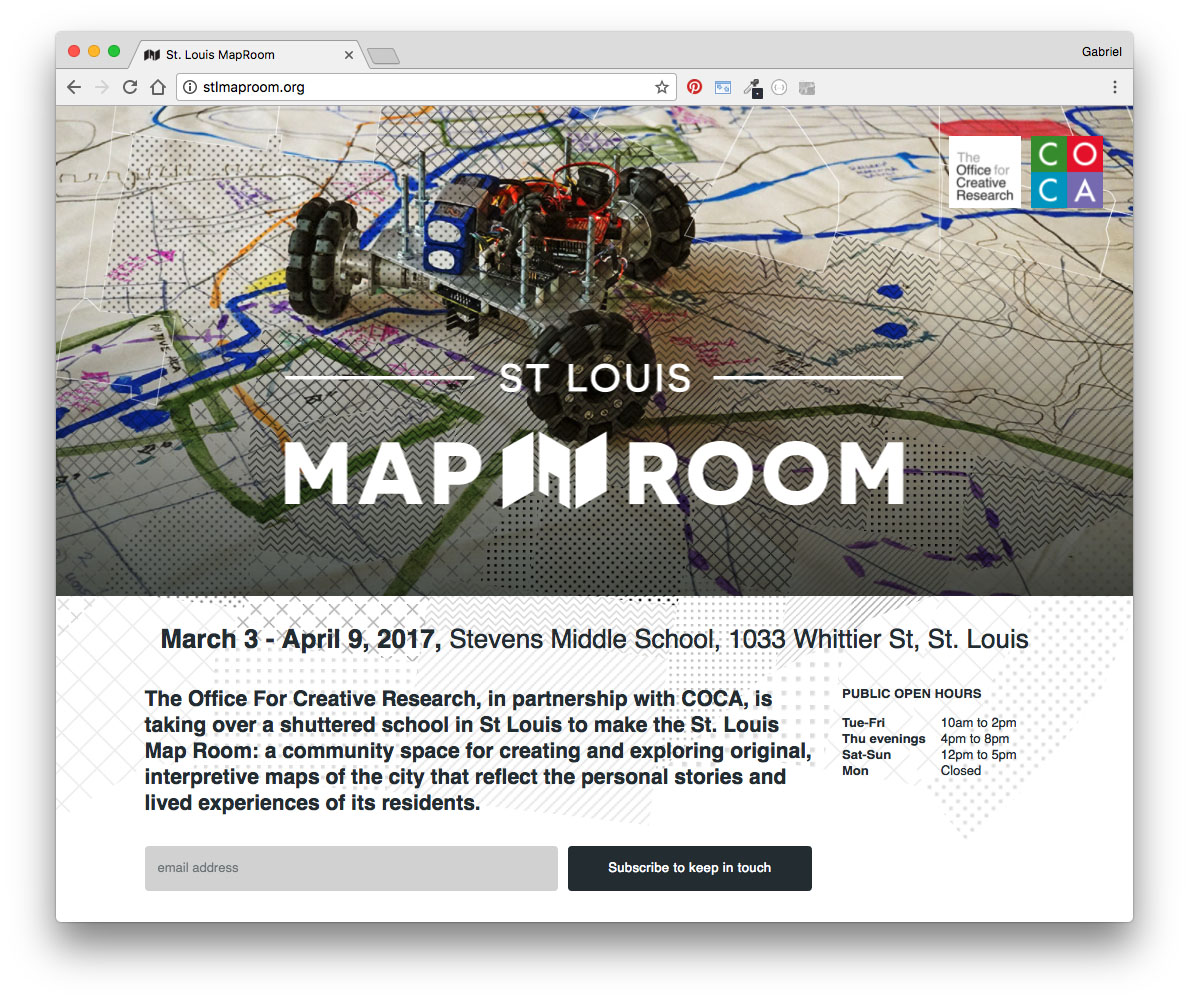 St. Louis MapRoom
Gabriel
stlmaproom.org
The
Office for
Creative
Research
CO
CA
ST LOUIS
MAP ROOM
March 3 - April 9, 2017, Stevens Middle School, 1033 Whittier St, St. Louis
The Office For Creative Research, in partnership with COCA, is
taking over a shuttered school in St Louis to make the St. Louis
Map Room: a community space for creating and exploring original,
interpretive maps of the city that reflect the personal stories and
lived experiences of its residents.
PUBLIC OPEN HOURS
Tue-Fri 10am to 2pm
Thu evenings 4pm to 8pm
Sat-Sun 12pm to 5pm
Mon Closed
email address
Subscribe to keep in touch